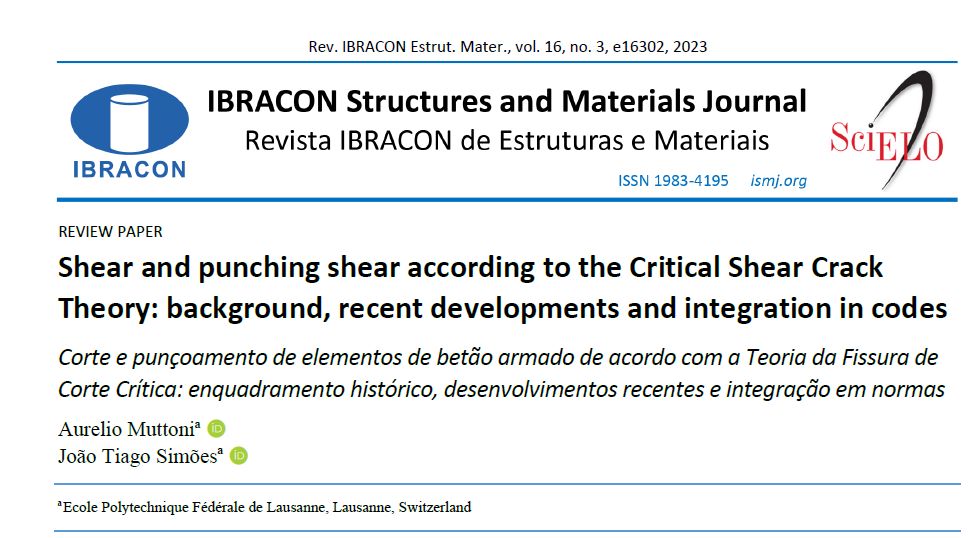 Rev. IBRACON Estrut. Mater., vol. 16, no. 3, e16302, 2023
IBRACON
IBRACON Structures and Materials Journal
Revista IBRACON de Estruturas e Materiais
ISSN 1983-4195 ismj.org
SciELO
REVIEW PAPER
Shear and punching shear according to the Critical Shear Crack
Theory: background, recent developments and integration in codes
Corte e punçoamento de elementos de betão armado de acordo com a Teoria da Fissura de
Corte Crítica: enquadramento histórico, desenvolvimentos recentes e integração em normas
Aurelio Muttoniᵃ iD
João Tiago Simõesᵃ iD
ᵃEcole Polytechnique Fédérale de Lausanne, Lausanne, Switzerland